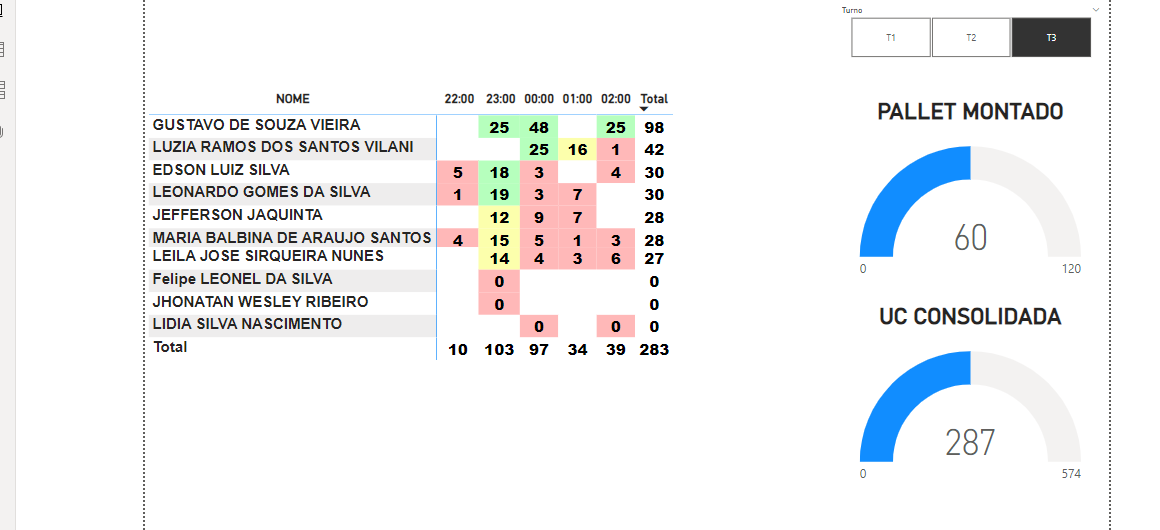 Turno
T1 T2 T3
NOME 22:00 23:00 00:00 01:00 02:00 Total
GUSTAVO DE SOUZA VIEIRA 25 48 25 98
LUZIA RAMOS DOS SANTOS VILANI 25 16 1 42
EDSON LUIZ SILVA 5 18 3 4 30
LEONARDO GOMES DA SILVA 1 19 3 7 30
JEFFERSON JAQUINTA 12 9 7 28
MARIA BALBINA DE ARAUJO SANTOS 4 15 5 1 3 28
LEILA JOSE SIRQUEIRA NUNES 14 4 3 6 27
Felipe LEONEL DA SILVA 0 0
JHONATAN WESLEY RIBEIRO 0 0
LIDIA SILVA NASCIMENTO 0 0 0
Total 10 103 97 34 39 283
PALLET MONTADO
60
0 120
UC CONSOLIDADA
287
0 574